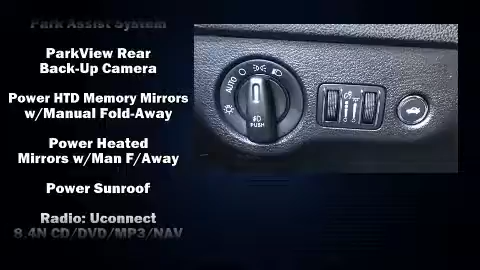 Park Assist System
ParkView Rear
Back-Up Camera
Power HTD Memory Mirrors
w/Manual Fold-Away
Power Heated
Mirrors w/Man F/Away
Power Sunroof
Radio: Uconnect
8.4N CD/DVD/MP3/NAV
AUTO
PUSH